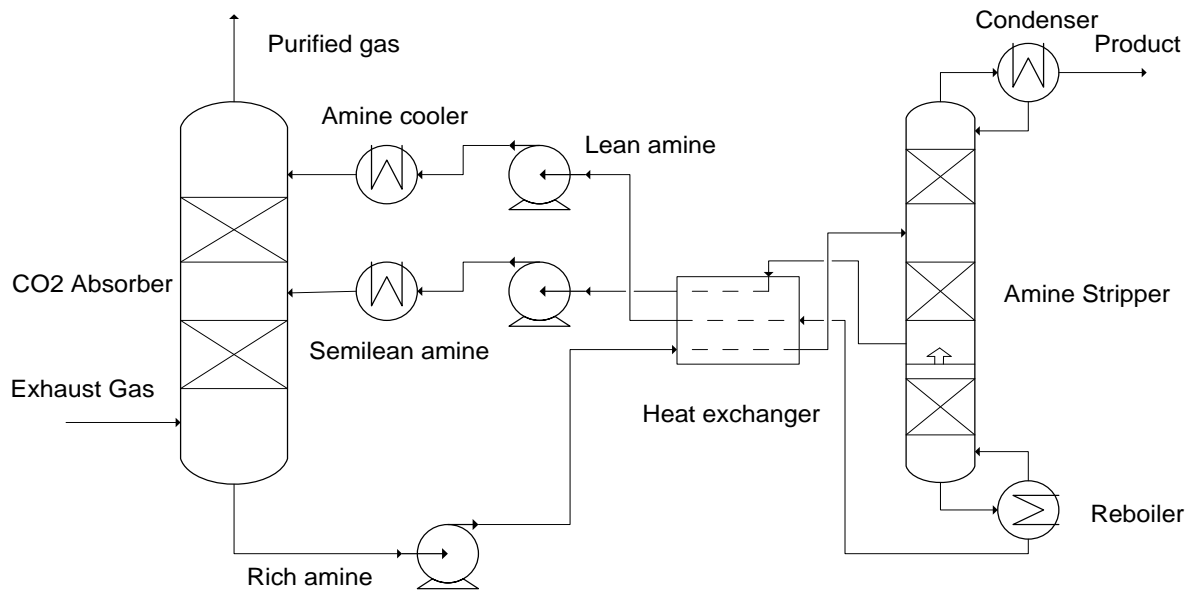 Condenser
Purified gas
Product
Amine cooler
Lean amine
CO2 Absorber
Amine Stripper
Semilean amine
Exhaust Gas
Heat exchanger
Reboiler
Rich amine